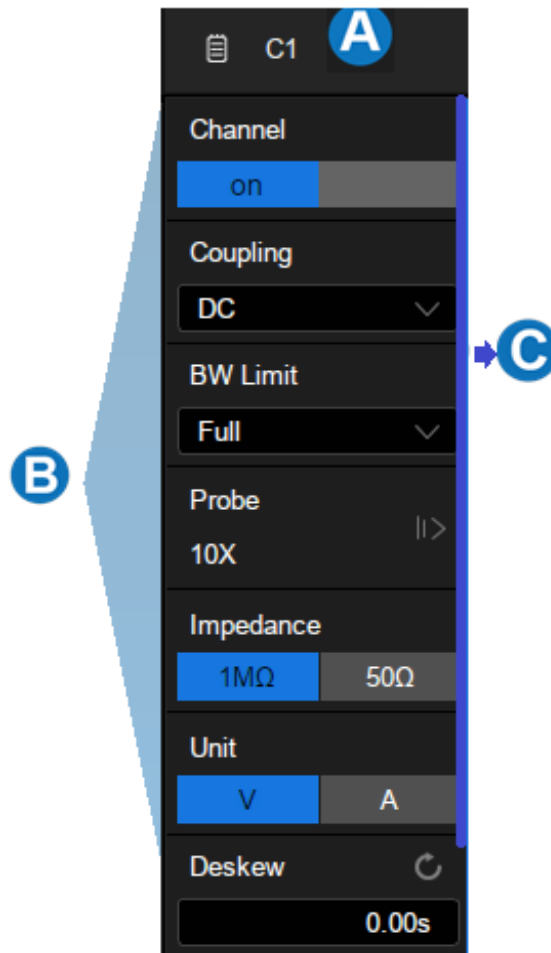 C1 A
Channel
on
Coupling
DC
C
BW Limit
Full
B
Probe
10X
Impedance
1MΩ 50Ω
Unit
V A
Deskew
0.00s